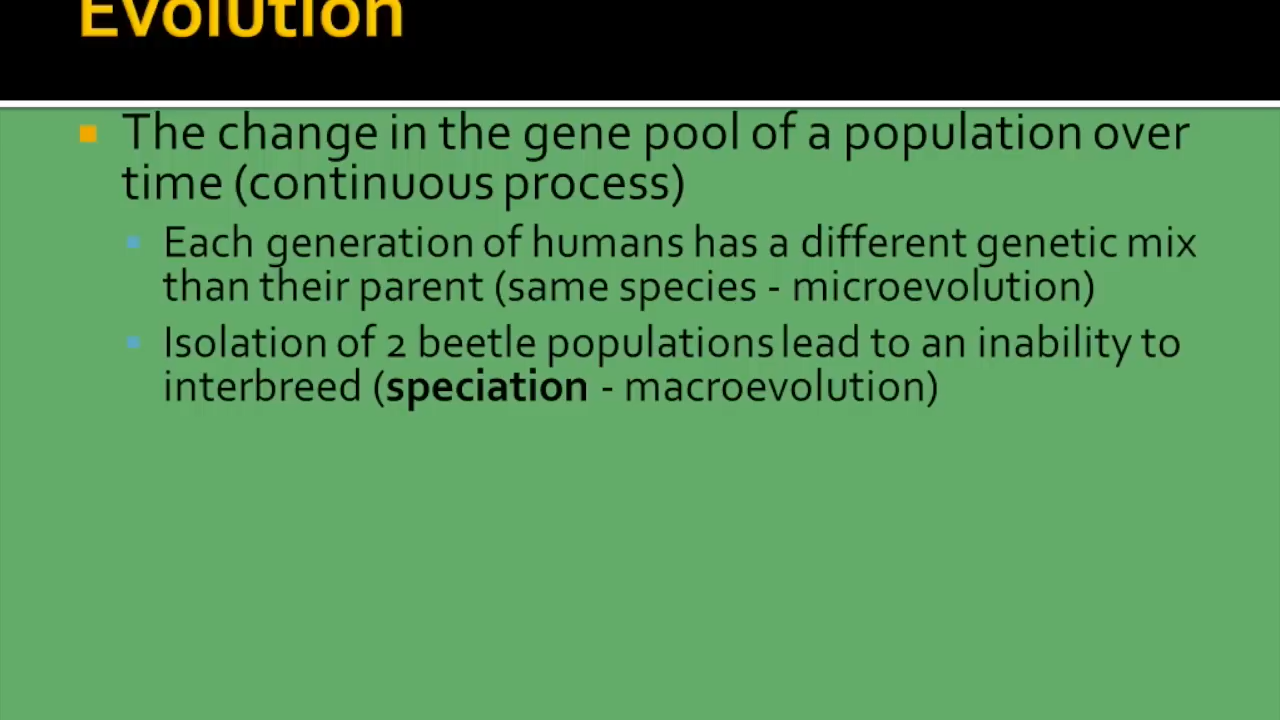 Evolution
The change in the gene pool of a population over
time (continuous process)
Each generation of humans has a different genetic mix
than their parent (same species - microevolution)
Isolation of 2 beetle populations lead to an inability to
interbreed (speciation - macroevolution)